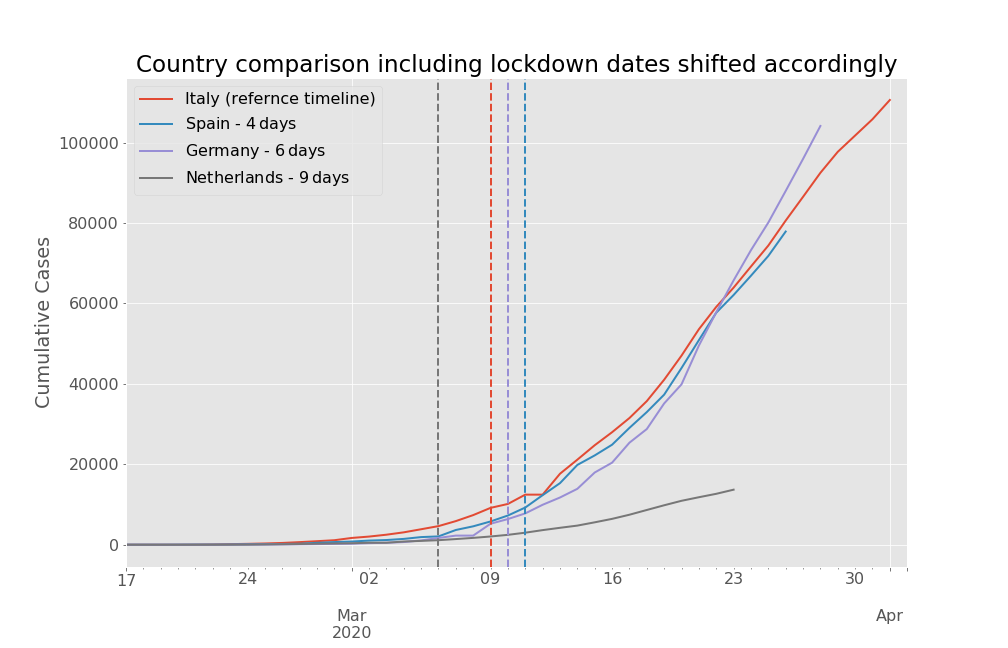 Country comparison including lockdown dates shifted accordingly
Italy (refernce timeline)
Spain - 4 days
Germany - 6 days
Netherlands - 9 days
Cumulative Cases
100000
80000
60000
40000
20000
0
17 24 02 09 16 23 30
Mar Apr
2020